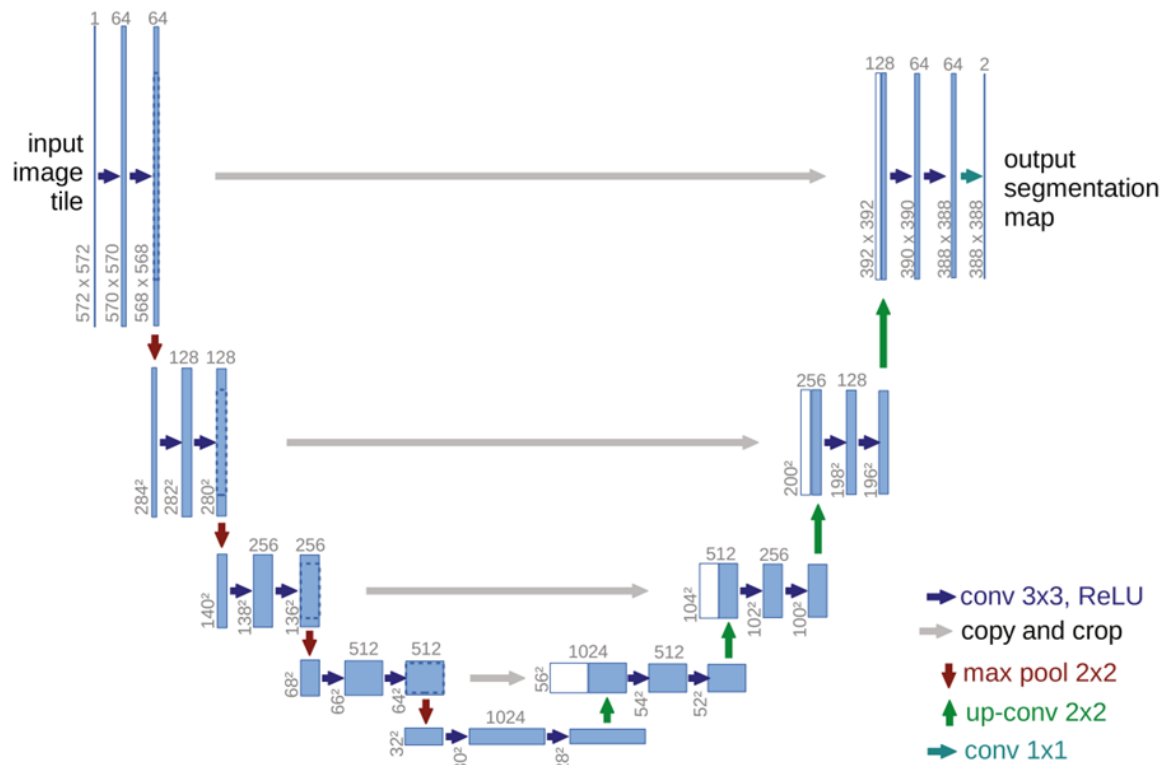 1 64 64
128 64 64 2
input
image
tile
572 x 572
570 x 570
568 x 568
392 x 392
390 x 390
388 x 388
388 x 388
output
segmentation
map
128 128
256 128
284²
282²
280²
200²
198²
196²
256 256
512 256
140²
138²
136²
104²
102²
100²
512 512
1024 512
68²
66²
64²
56²
54²
52²
1024
32²
conv 3x3, ReLU
copy and crop
max pool 2x2
up-conv 2x2
conv 1x1